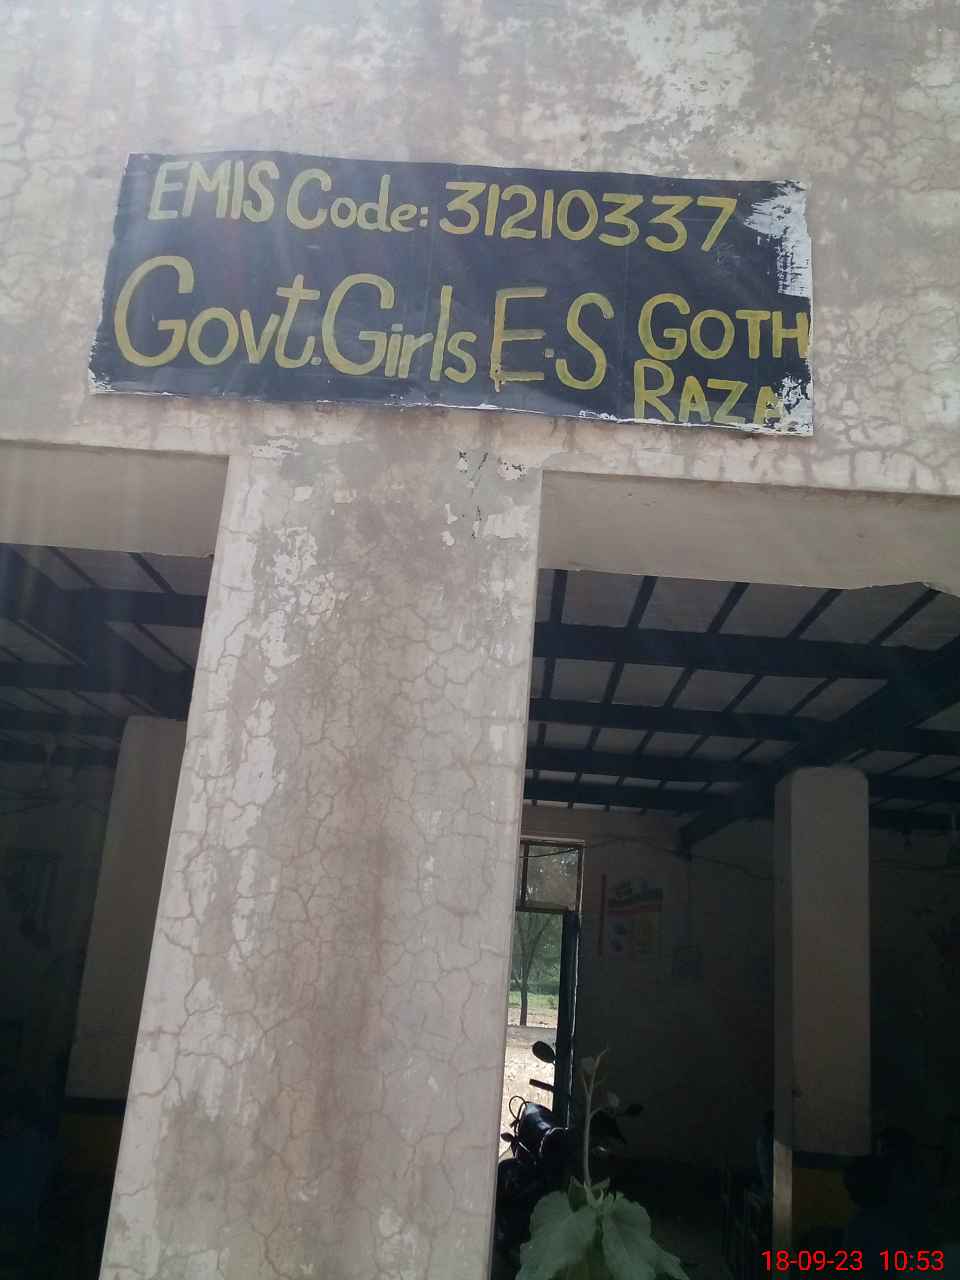 EMIS Code: 31210337
Govt. Girls E.S GOTH
RAZA
18-09-23 10:53